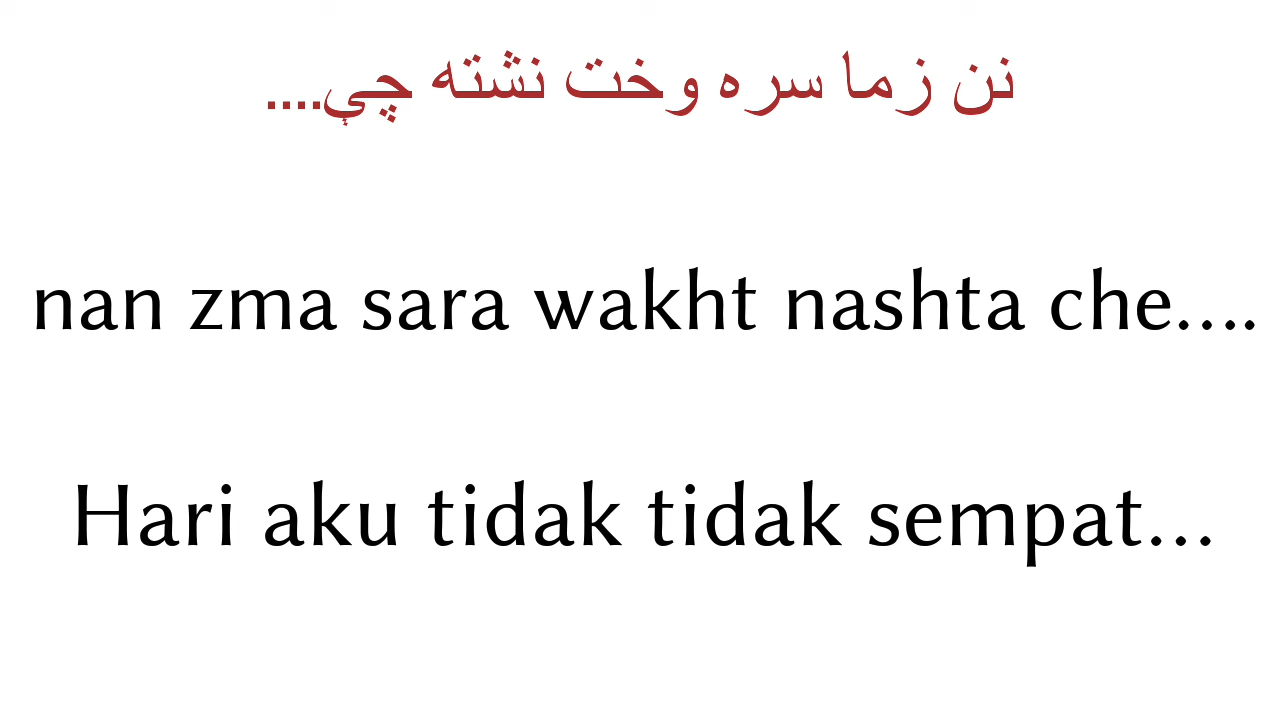 نن زما سره وخت نشته چې....
nan zma sara wakht nashta che….
Hari aku tidak tidak sempat…